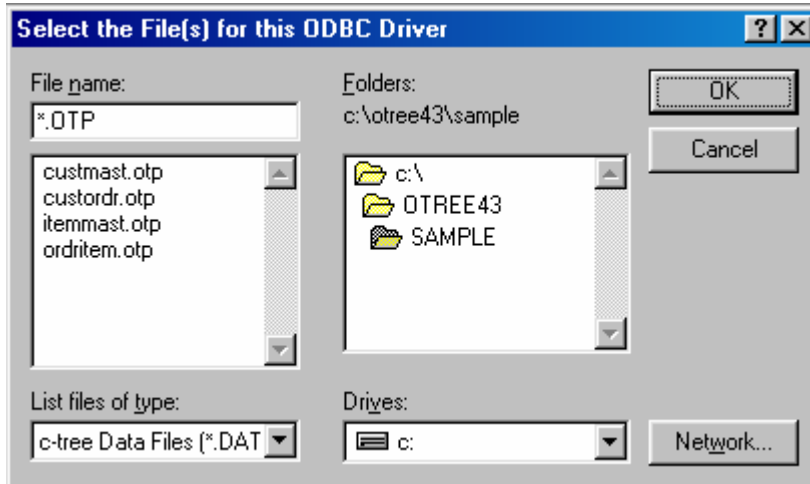 Select the File(s) for this ODBC Driver
File name:
*.OTP
custmast.otp
custordr.otp
itemmast.otp
ordritem.otp
List files of type:
c-tree Data Files (*.DAT
Folders:
c:\otree43\sample
c:\
OTREE43
SAMPLE
Drives:
c:
OK
Cancel
Network...